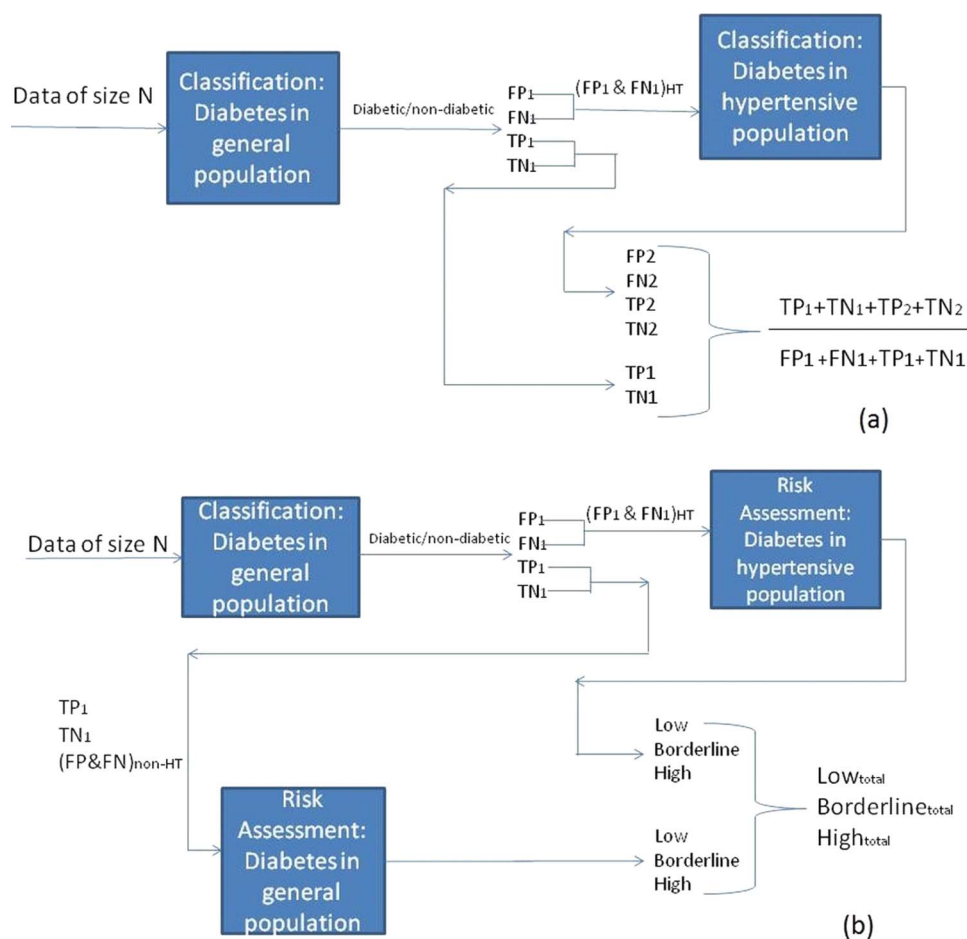 Data of size N
Classification:
Diabetes in
general
population
Diabetic/non-diabetic
FP1
FN1
TP1
TN1
(FP1 & FN1)HT
Classification:
Diabetes in
hypertensive
population
FP2
FN2
TP2
TN2
TP1
TN1
TP1+TN1+TP2+TN2
FP1+FN1+TP1+TN1
(a)
Data of size N
Classification:
Diabetes in
general
population
Diabetic/non-diabetic
FP1
FN1
TP1
TN1
(FP1 & FN1)HT
Risk
Assessment:
Diabetes in
hypertensive
population
TP1
TN1
(FP&FN)non-HT
Risk
Assessment:
Diabetes in
general
population
Low
Borderline
High
Low
Borderline
High
Lowtotal
Borderlinetotal
Hightotal
(b)